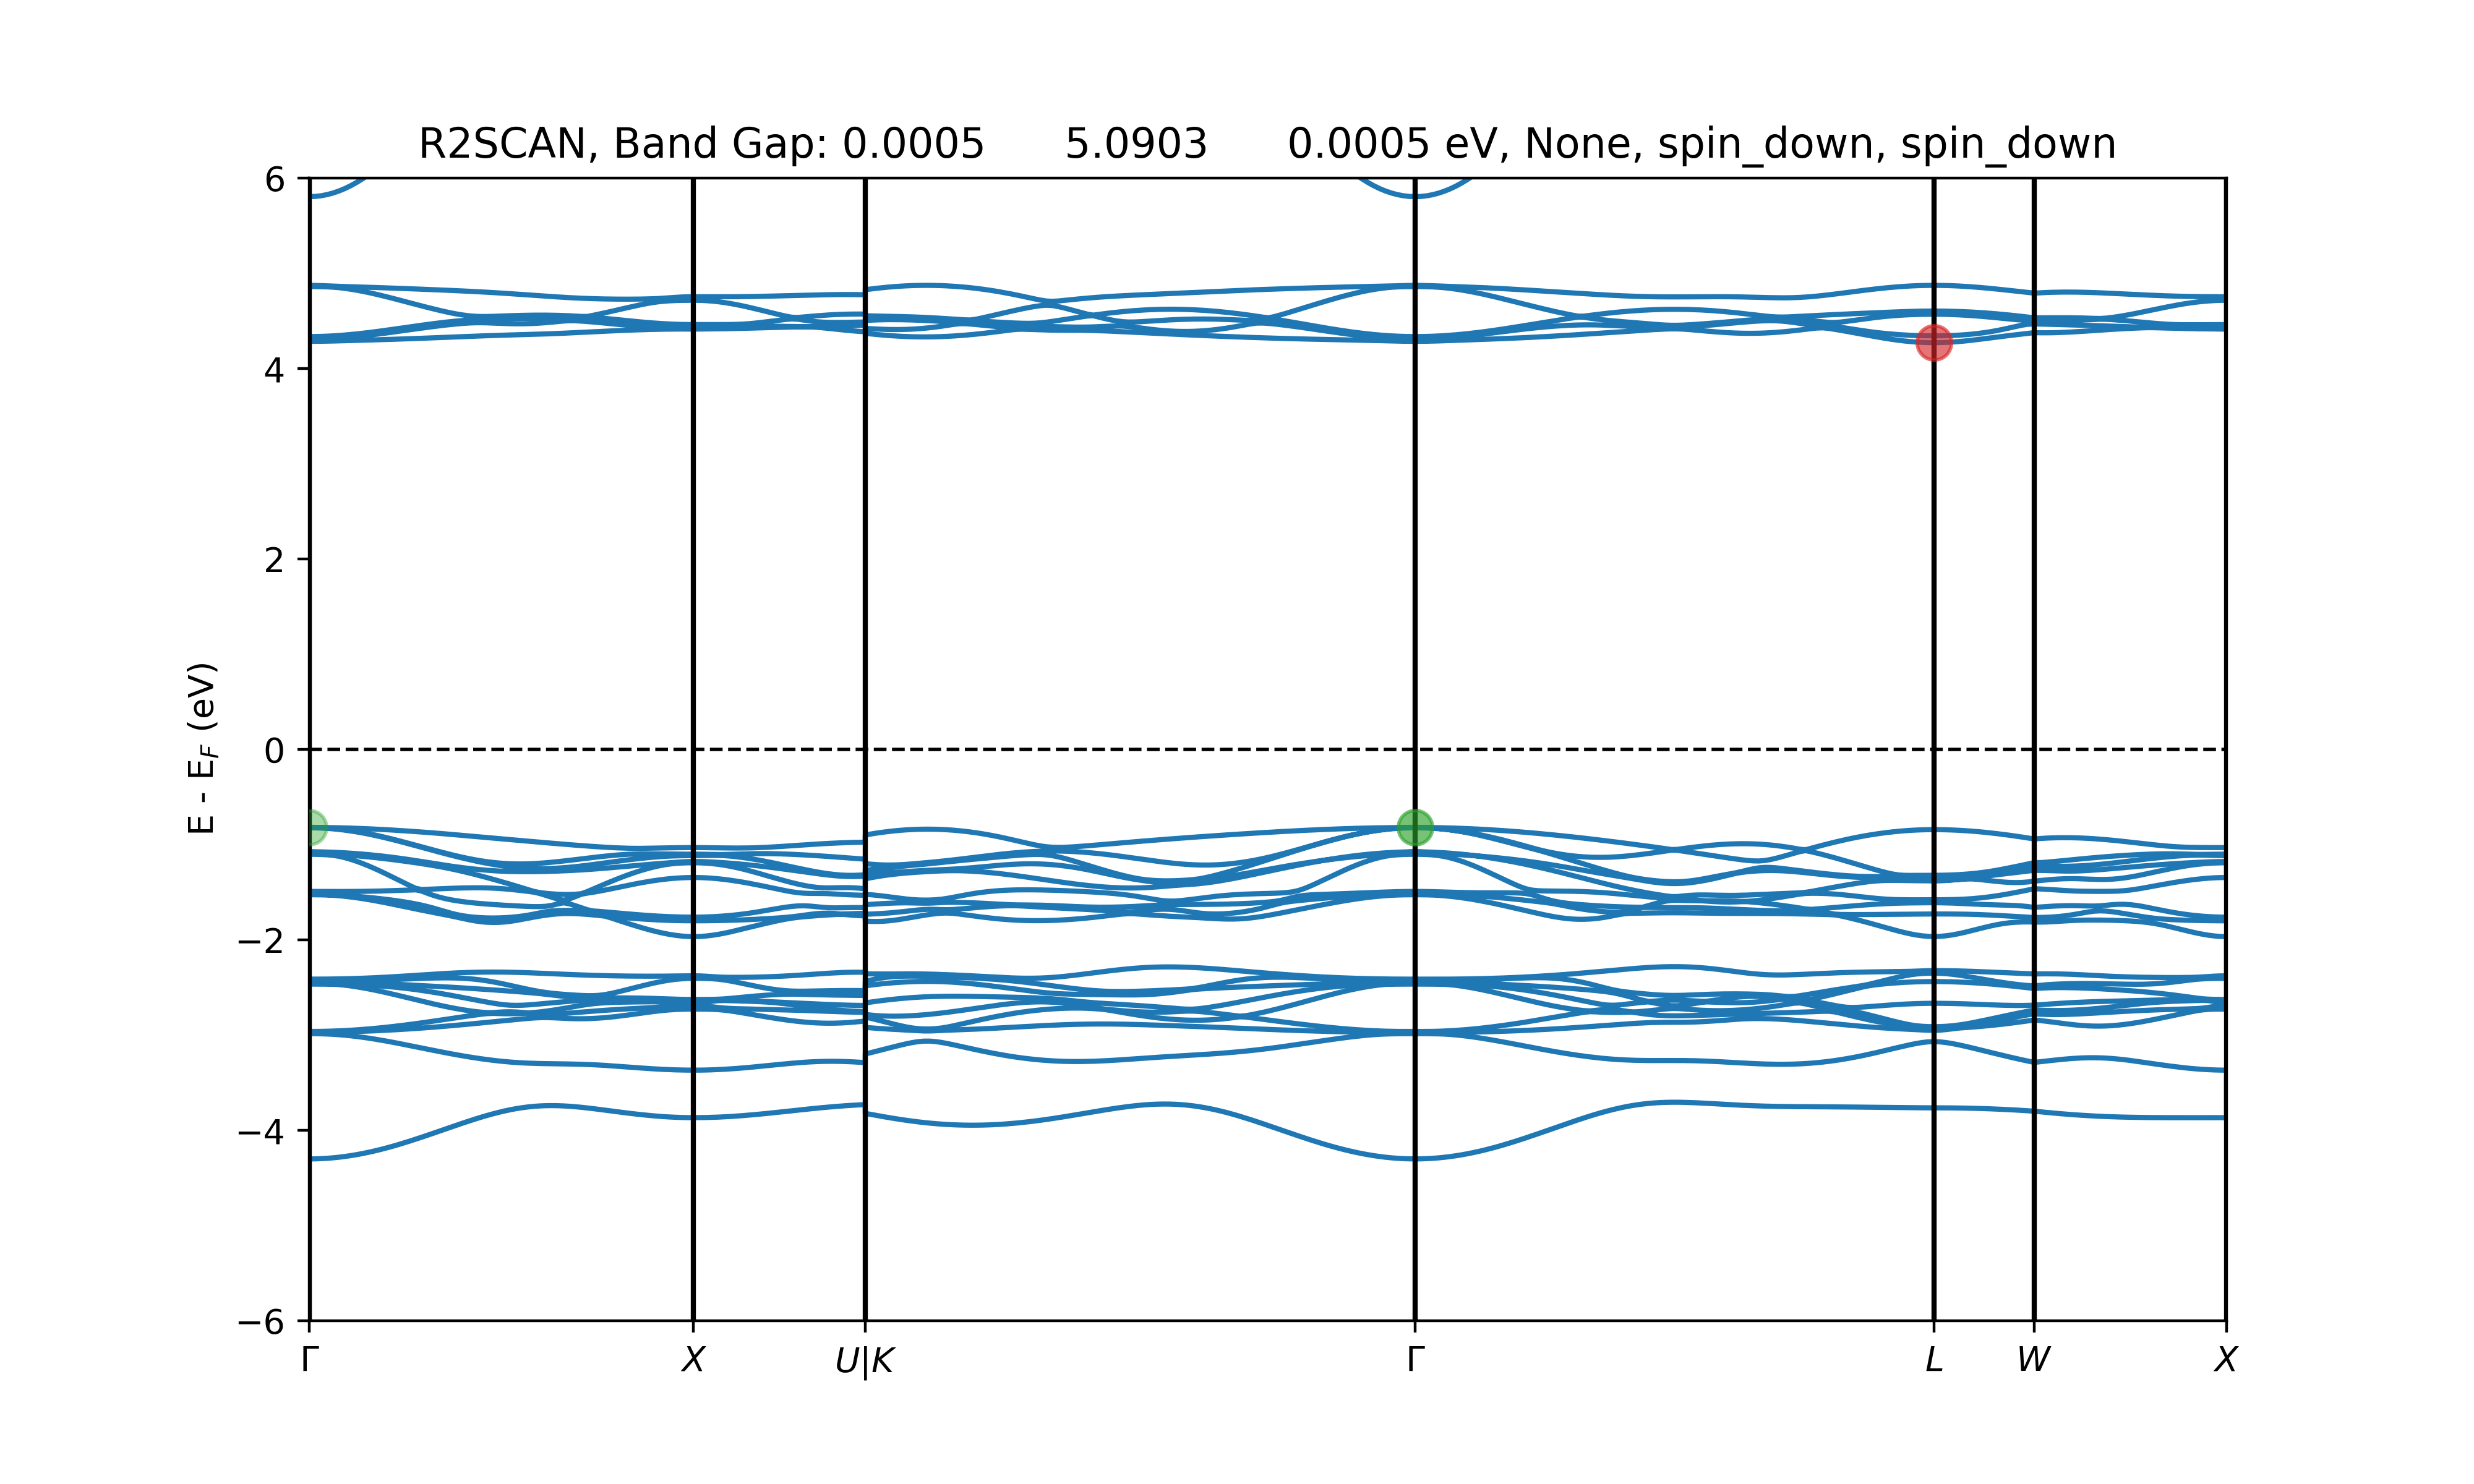 R2SCAN, Band Gap: 0.0005 5.0903 0.0005 eV, None, spin_down, spin_down
6
4
2
0
−2
−4
−6
E - E_F (eV)
Γ X U|K Γ L W X